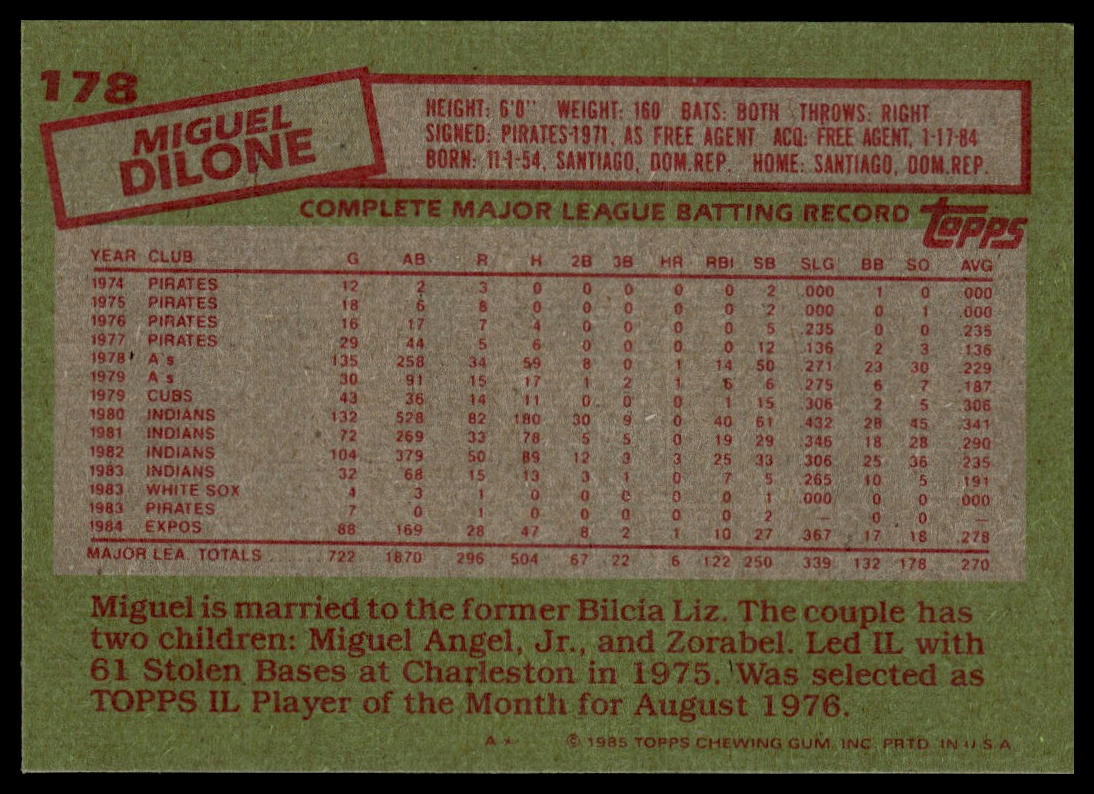 178
MIGUEL
DILONE
HEIGHT: 6'0" WEIGHT: 160 BATS: BOTH THROWS: RIGHT
SIGNED: PIRATES-1971, AS FREE AGENT ACQ: FREE AGENT, 1-17-84
BORN: 11-1-54, SANTIAGO, DOM.REP. HOME: SANTIAGO, DOM.REP.
COMPLETE MAJOR LEAGUE BATTING RECORD topps
YEAR CLUB G AB R H 2B 3B HR RBI SB SLG BB SO AVG
1974 PIRATES 12 2 3 0 0 0 0 0 2 .000 1 0 .000
1975 PIRATES 18 6 8 0 0 0 0 0 2 .000 0 1 .000
1976 PIRATES 16 17 7 4 0 0 0 0 5 .235 0 0 .235
1977 PIRATES 29 44 5 6 0 0 0 0 12 .136 2 3 .136
1978 A's 135 258 34 59 8 0 1 14 50 .271 23 30 .229
1979 A's 30 91 15 17 1 2 1 6 6 .275 6 7 .187
1979 CUBS 43 36 14 11 0 0 0 1 15 .306 2 5 .306
1980 INDIANS 132 528 82 180 30 9 0 40 61 .432 28 45 .341
1981 INDIANS 72 269 33 78 5 5 0 19 29 .346 18 28 .290
1982 INDIANS 104 379 50 89 12 3 3 25 33 .306 25 36 .235
1983 INDIANS 32 68 15 13 3 1 0 7 5 .265 10 5 .191
1983 WHITE SOX 4 3 1 0 0 0 0 0 1 .000 0 0 .000
1983 PIRATES 7 0 1 0 0 0 0 0 2 — 0 0 —
1984 EXPOS 88 169 28 47 8 2 1 10 27 .367 17 18 .278
MAJOR LEA. TOTALS 722 1870 296 504 67 22 6 122 250 .339 132 178 .270
Miguel is married to the former Bilcia Liz. The couple has
two children: Miguel Angel, Jr., and Zorabel. Led IL with
61 Stolen Bases at Charleston in 1975. Was selected as
TOPPS IL Player of the Month for August 1976.
A* © 1985 TOPPS CHEWING GUM, INC. PRTD. IN U.S.A.